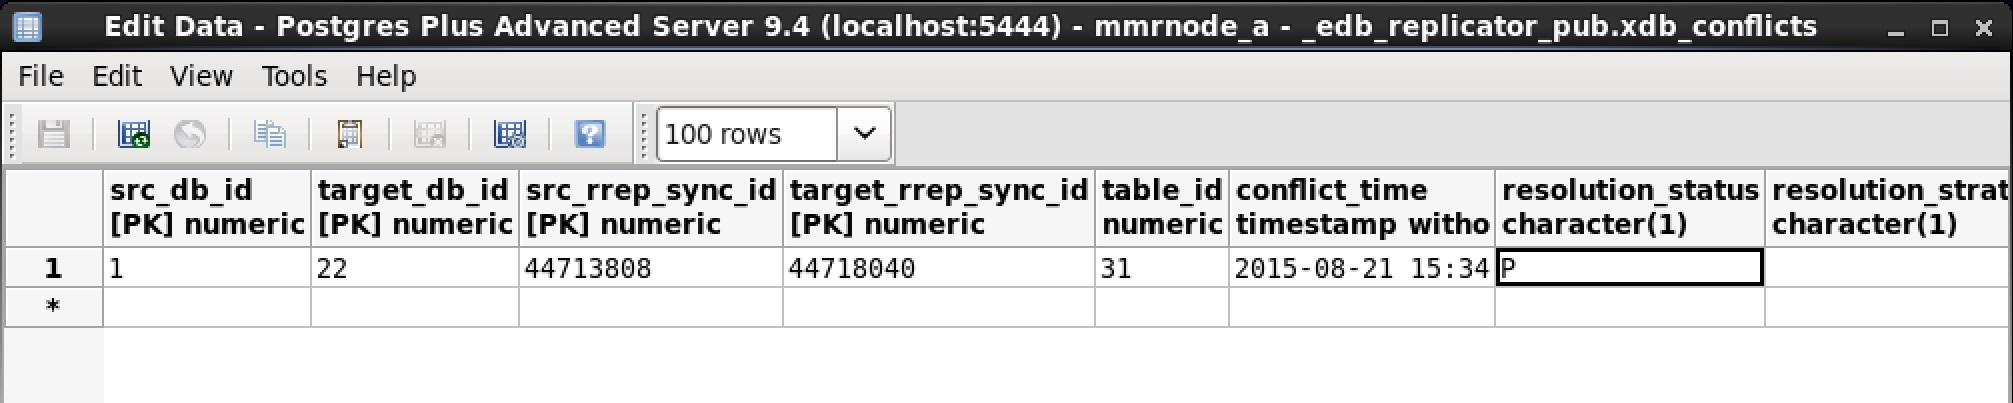 Edit Data - Postgres Plus Advanced Server 9.4 (localhost:5444) - mmrnode_a - _edb_replicator_pub.xdb_conflicts
File Edit View Tools Help
100 rows
src_db_id target_db_id src_rrep_sync_id target_rrep_sync_id table_id conflict_time resolution_status resolution_strat
[PK] numeric [PK] numeric [PK] numeric [PK] numeric numeric timestamp witho character(1) character(1)
1 1 22 44713808 44718040 31 2015-08-21 15:34 P
*